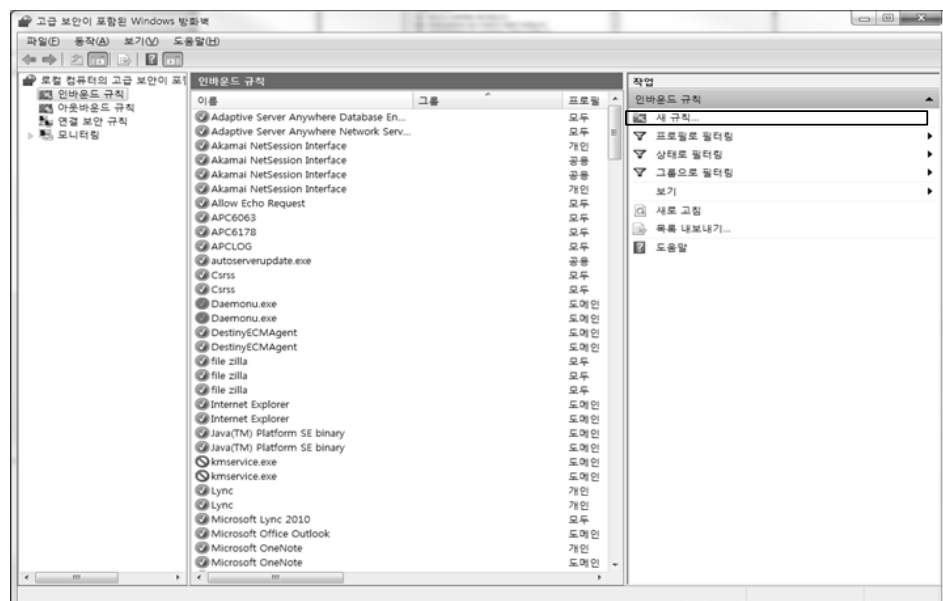 고급 보안이 포함된 Windows 방화벽
파일(F) 동작(A) 보기(V) 도움말(H)
로컬 컴퓨터의 고급 보안이 포
인바운드 규칙
아웃바운드 규칙
연결 보안 규칙
모니터링
인바운드 규칙
이름 그룹 프로필
Adaptive Server Anywhere Database En... 모두
Adaptive Server Anywhere Network Serv... 모두
Akamai NetSession Interface 개인
Akamai NetSession Interface 공용
Akamai NetSession Interface 공용
Akamai NetSession Interface 개인
Allow Echo Request 모두
APC6063 모두
APC6178 모두
APCLOG 모두
autoserverupdate.exe 공용
Csrss 모두
Csrss 모두
Daemonu.exe 도메인
Daemonu.exe 도메인
DestinyECMAgent 도메인
DestinyECMAgent 도메인
file zilla 모두
file zilla 모두
file zilla 모두
Internet Explorer 도메인
Internet Explorer 도메인
Java(TM) Platform SE binary 도메인
Java(TM) Platform SE binary 도메인
kmservice.exe 도메인
kmservice.exe 도메인
Lync 개인
Lync 개인
Microsoft Lync 2010 모두
Microsoft Office Outlook 도메인
Microsoft OneNote 개인
Microsoft OneNote 도메인
작업
인바운드 규칙
새 규칙...
프로필로 필터링
상태로 필터링
그룹으로 필터링
보기
새로 고침
목록 내보내기...
도움말